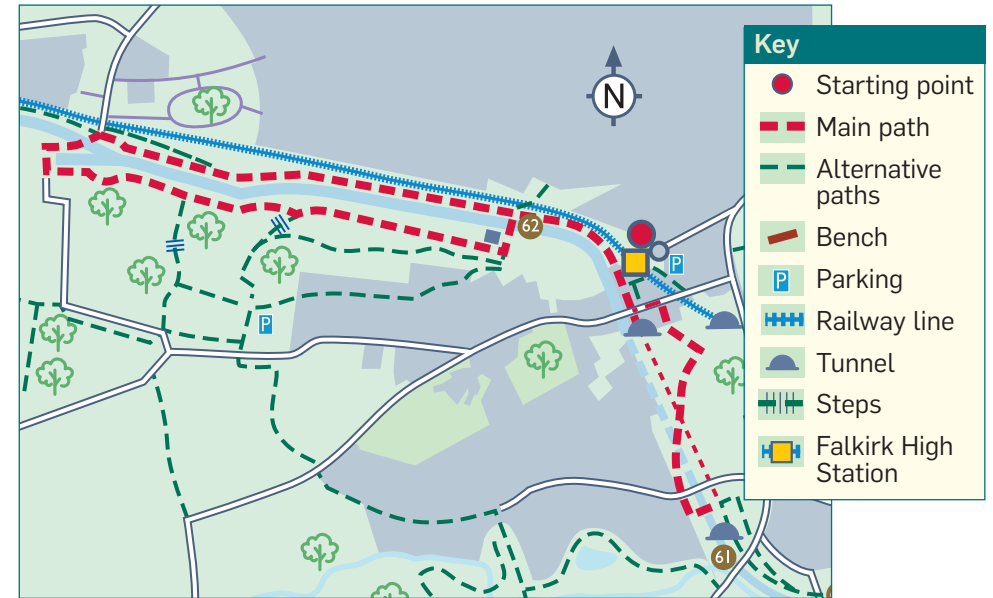 N
62
P
P
61
Key
Starting point
Main path
Alternative
paths
Bench
P
Parking
Railway line
Tunnel
Steps
Falkirk High
Station